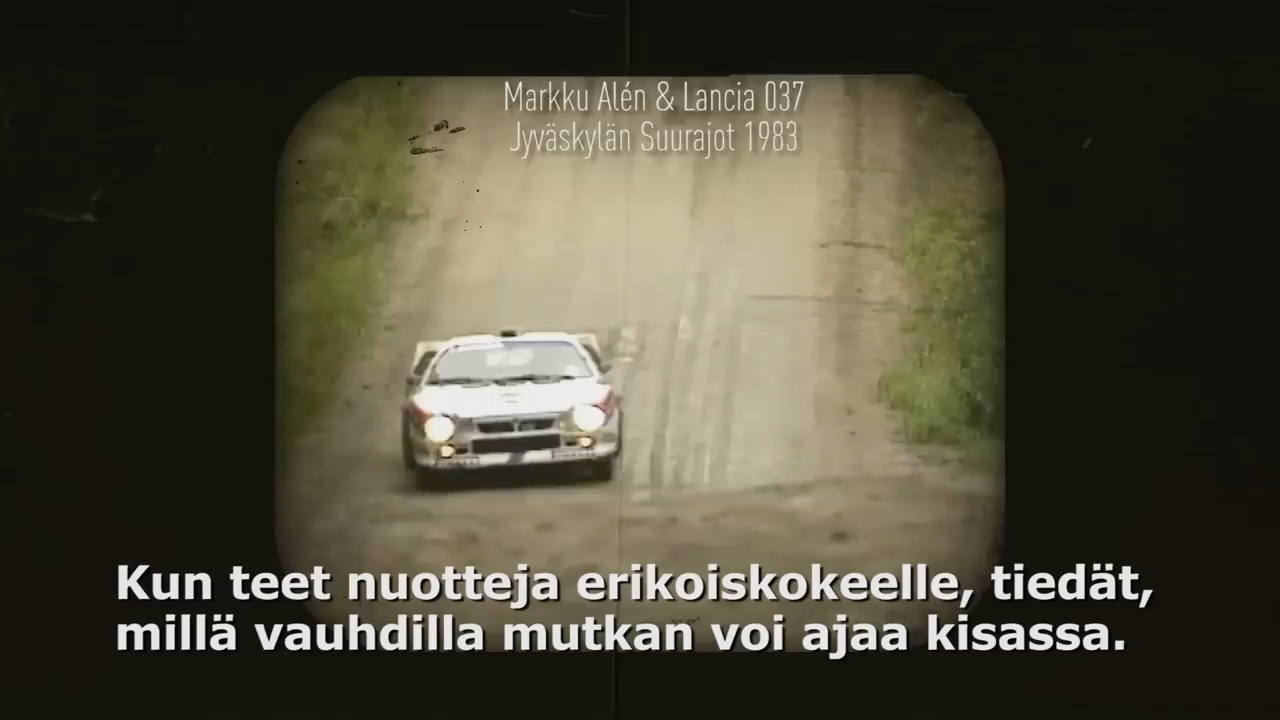 Markku Alén & Lancia 037
Jyväskylän Suurajot 1983
Kun teet nuotteja erikoiskokeelle, tiedät,
millä vauhdilla mutkan voi ajaa kisassa.